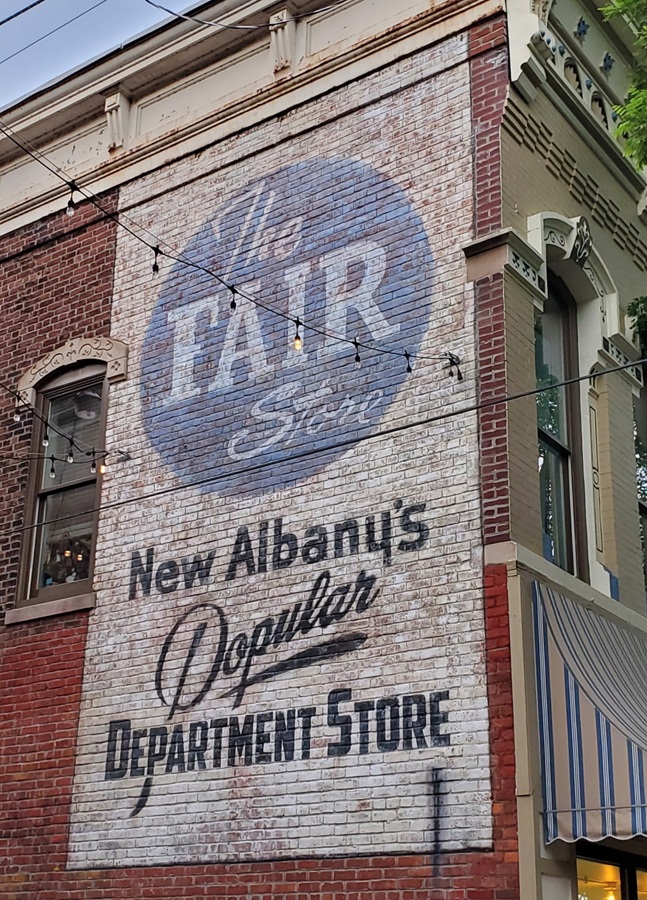 The
FAIR
Store
New Albany's
Popular
DEPARTMENT STORE